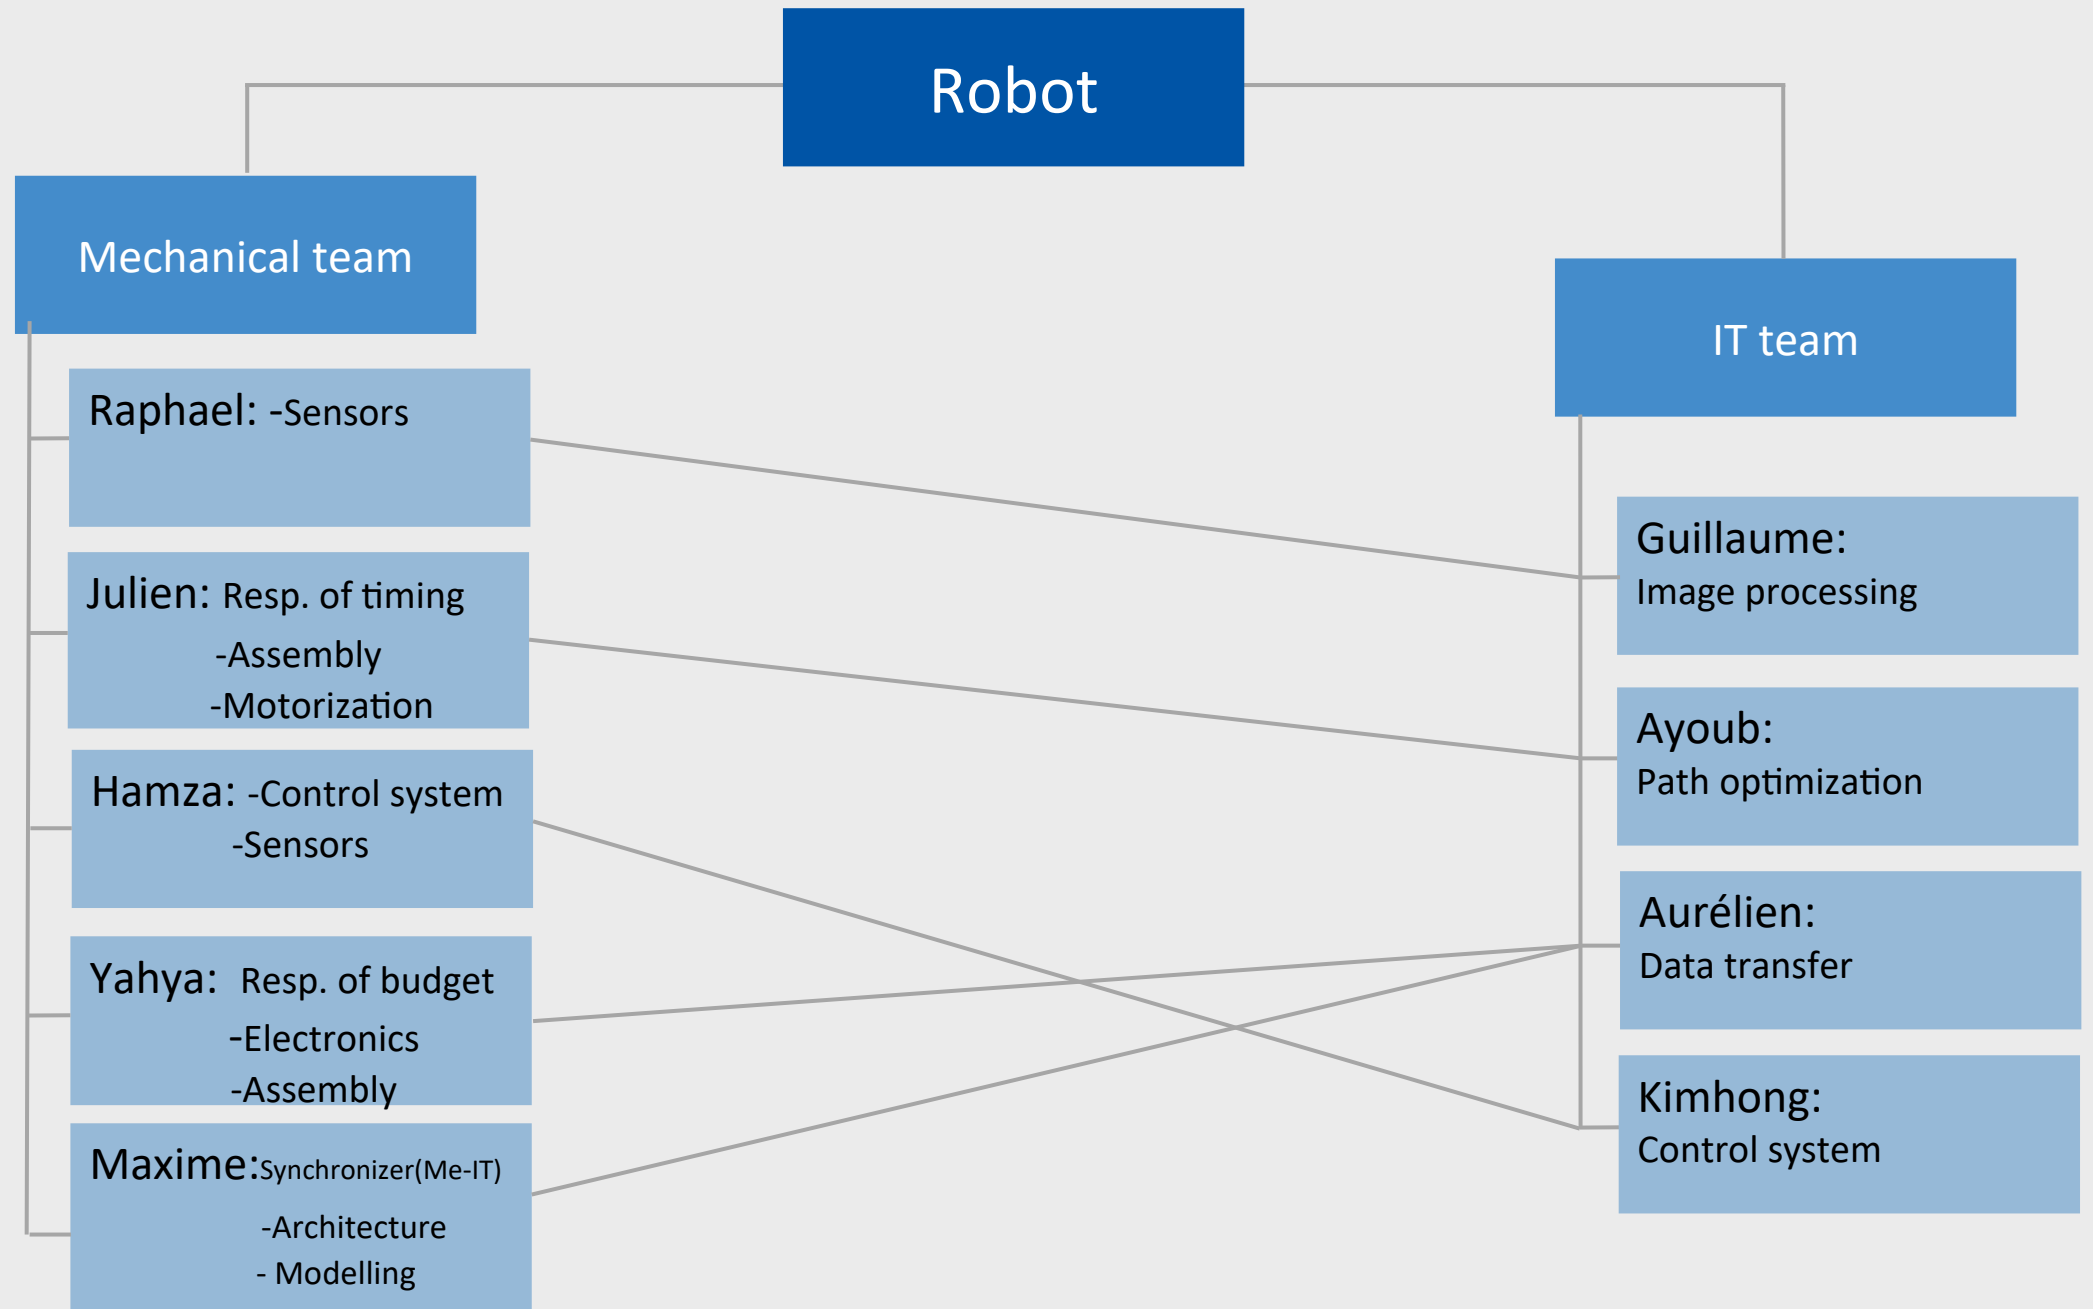 Robot
Mechanical team
Raphael: -Sensors
Julien: Resp. of timing
-Assembly
-Motorization
Hamza: -Control system
-Sensors
Yahya: Resp. of budget
-Electronics
-Assembly
Maxime:Synchronizer(Me-IT)
-Architecture
- Modelling
IT team
Guillaume:
Image processing
Ayoub:
Path optimization
Aurélien:
Data transfer
Kimhong:
Control system